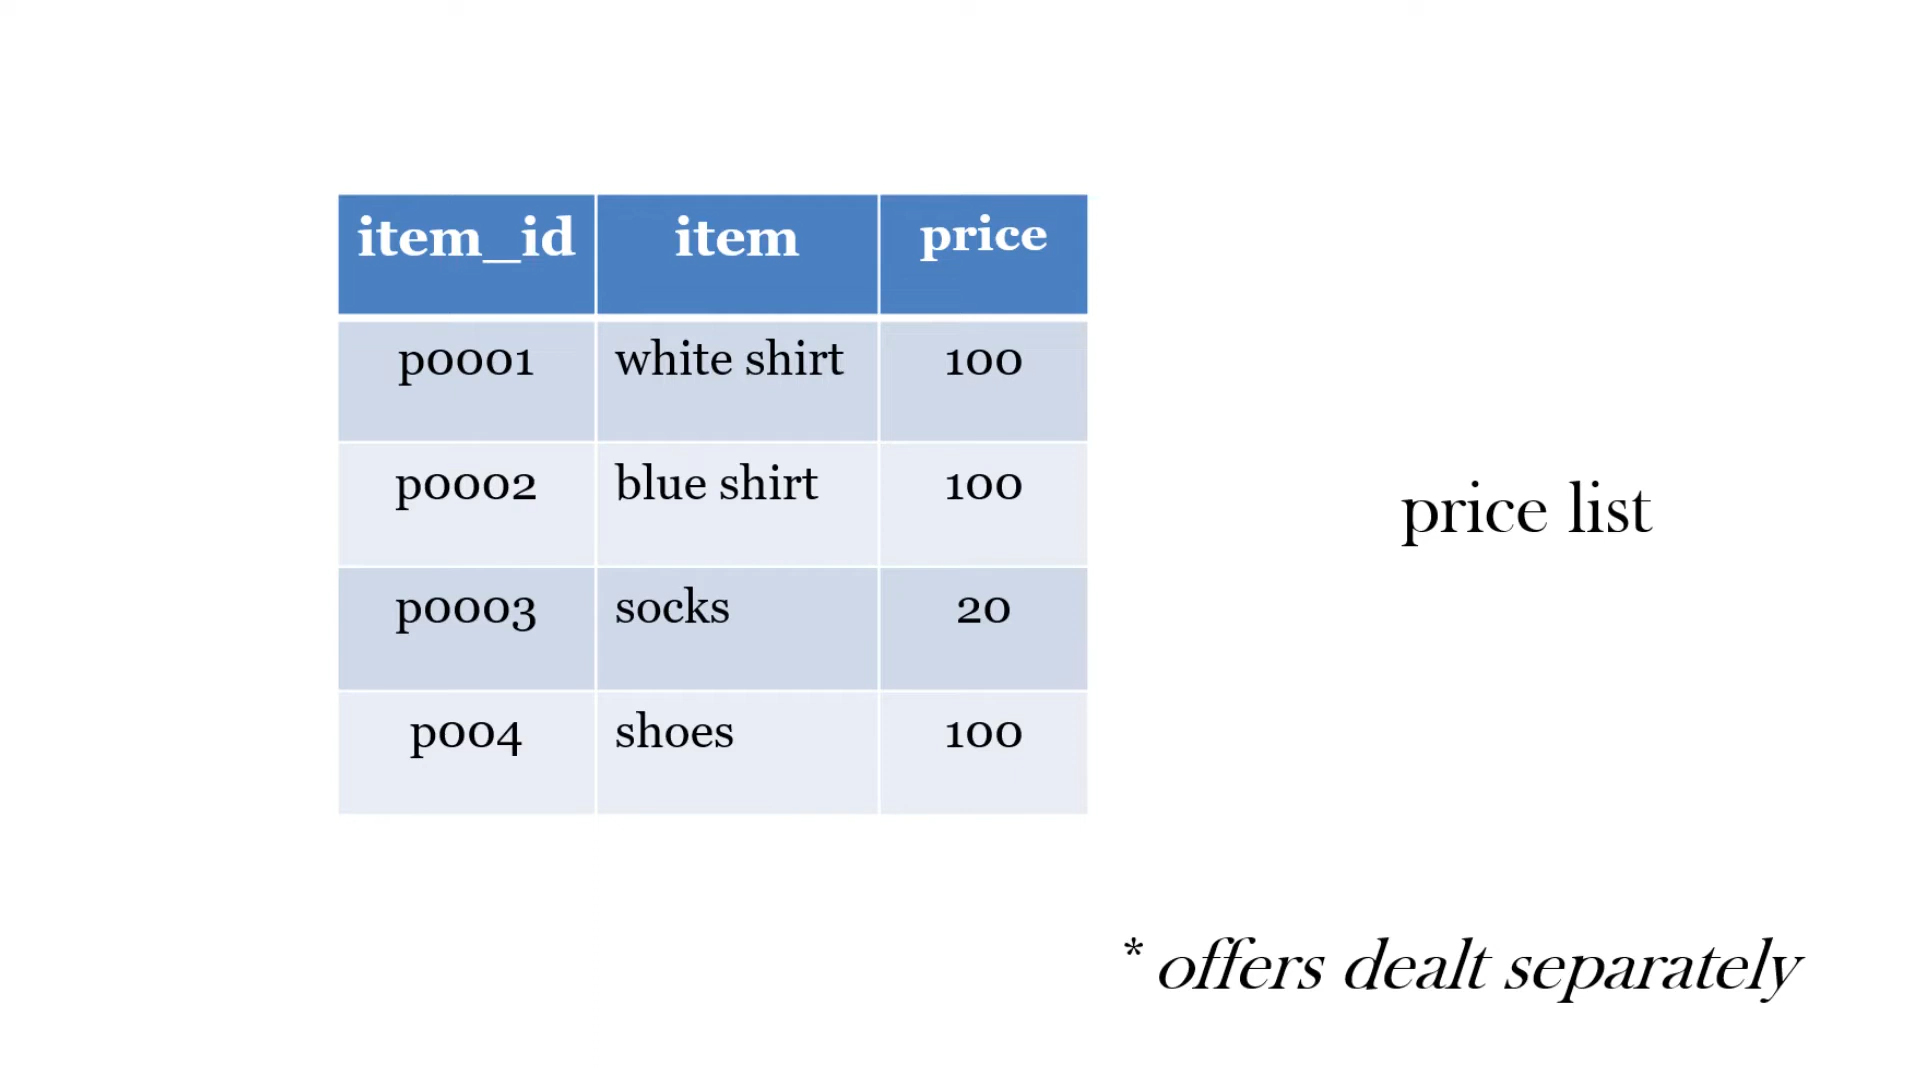 item_id item price
p0001 white shirt 100
p0002 blue shirt 100
p0003 socks 20
p004 shoes 100
price list
* offers dealt separately